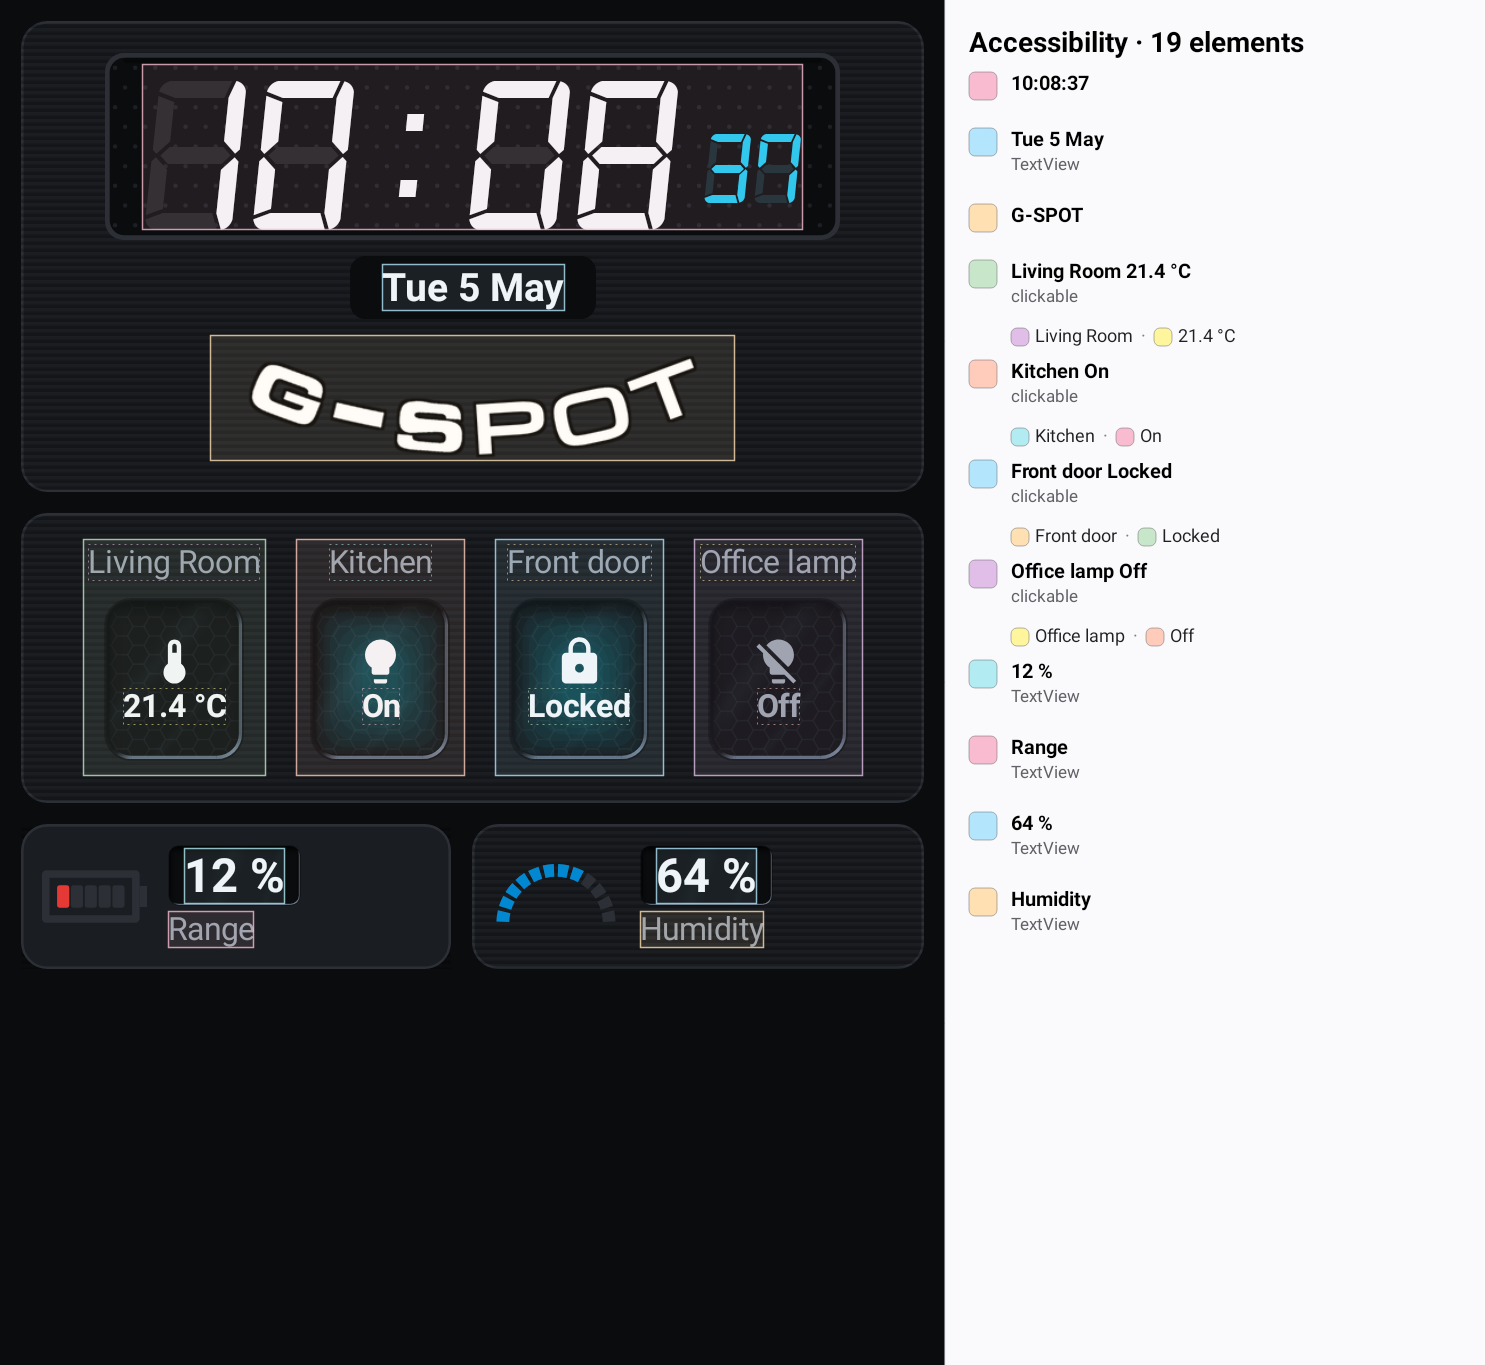 10:08 37
Tue 5 May
G-SPOT
Living Room
Kitchen
Front door
Office lamp
21.4 °C
On
Locked
Off
12 %
Range
64 %
Humidity
Accessibility · 19 elements
10:08:37
Tue 5 May
TextView
G-SPOT
Living Room 21.4 °C
clickable
Living Room · 21.4 °C
Kitchen On
clickable
Kitchen · On
Front door Locked
clickable
Front door · Locked
Office lamp Off
clickable
Office lamp · Off
12 %
TextView
Range
TextView
64 %
TextView
Humidity
TextView